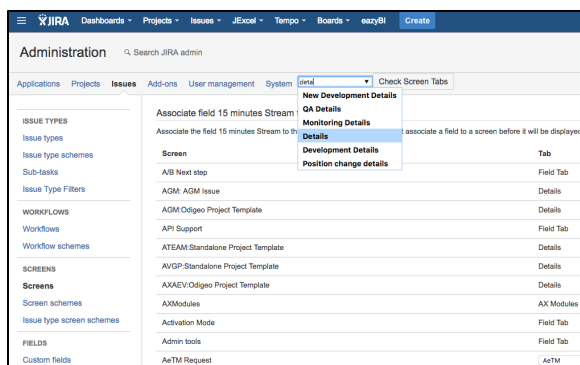 JIRA Dashboards Projects Issues JExcel Tempo Boards eazyBI Create
Administration Search JIRA admin
Applications Projects Issues Add-ons User management System deta Check Screen Tabs
New Development Details
QA Details
Monitoring Details
Details
Development Details
Position change details
ISSUE TYPES
Issue types
Issue type schemes
Sub-tasks
Issue Type Filters
WORKFLOWS
Workflows
Workflow schemes
SCREENS
Screens
Screen schemes
Issue type screen schemes
FIELDS
Custom fields
Associate field 15 minutes Stream
Associate the field 15 minutes Stream to th associate a field to a screen before it will be displayed
Screen Tab
A/B Next step Field Tab
AGM: AGM Issue Details
AGM:Odigeo Project Template Details
API Support Field Tab
ATEAM:Standalone Project Template Details
AVGP:Standalone Project Template Details
AXAEV:Odigeo Project Template Details
AXModules AX Modules
Activation Mode Field Tab
Admin tools Field Tab
AeTM Request AeTM